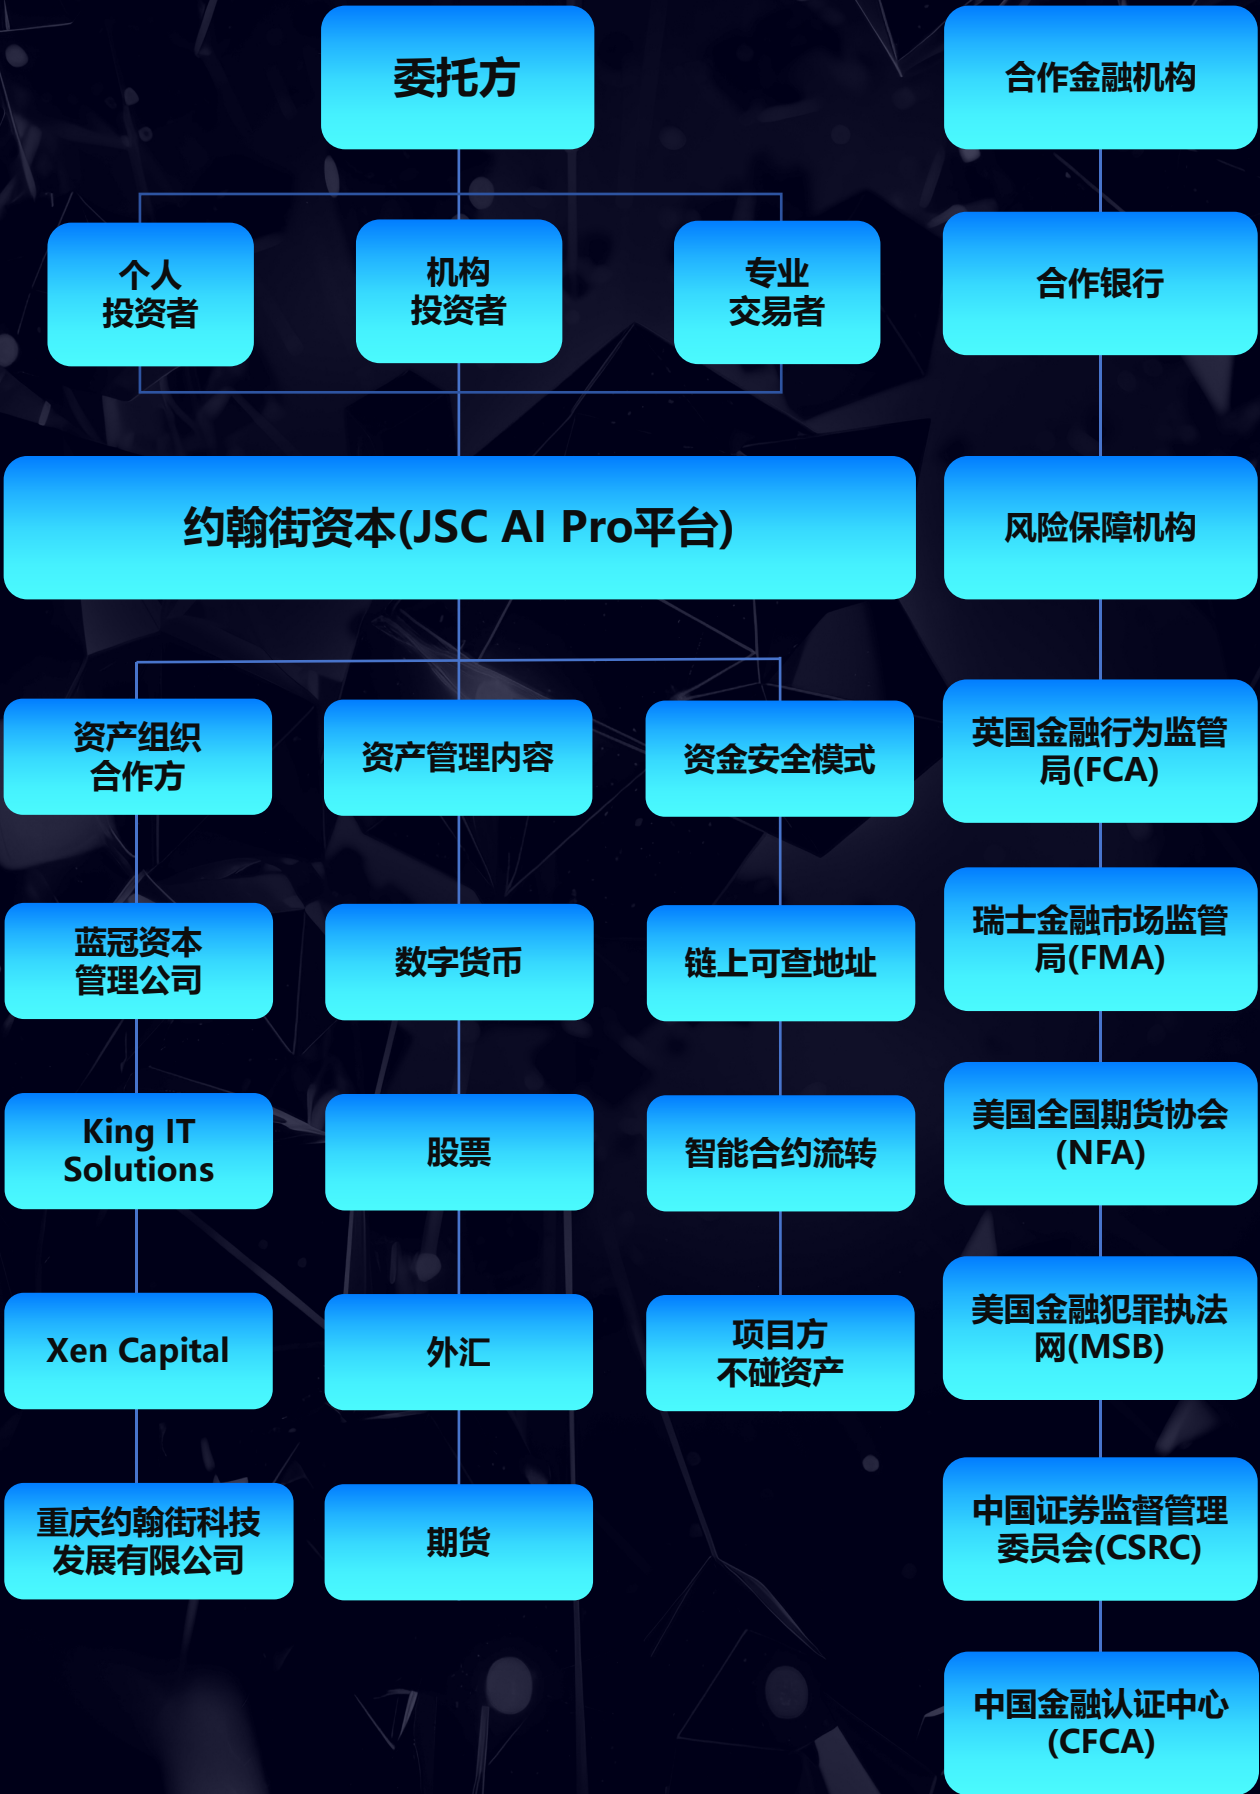 委托方
合作金融机构
个人
投资者
机构
投资者
专业
交易者
合作银行
约翰街资本(JSC AI Pro平台)
风险保障机构
资产组织
合作方
资产管理内容
资金安全模式
英国金融行为监管
局(FCA)
蓝冠资本
管理公司
数字货币
链上可查地址
瑞士金融市场监管
局(FMA)
King IT
Solutions
股票
智能合约流转
美国全国期货协会
(NFA)
Xen Capital
外汇
项目方
不碰资产
美国金融犯罪执法
网(MSB)
重庆约翰街科技
发展有限公司
期货
中国证券监督管理
委员会(CSRC)
中国金融认证中心
(CFCA)